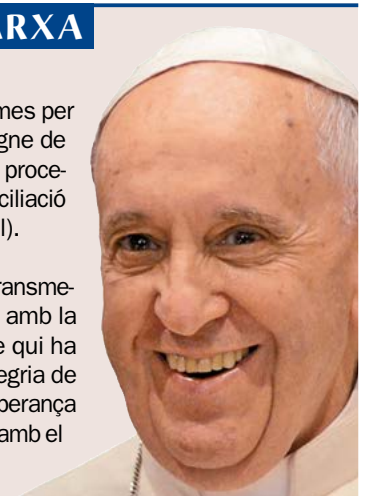 ARXA
mes per
gne de
proce-
ciliació
l).
ransme-
amb la
e qui ha
egria de
perança
amb el